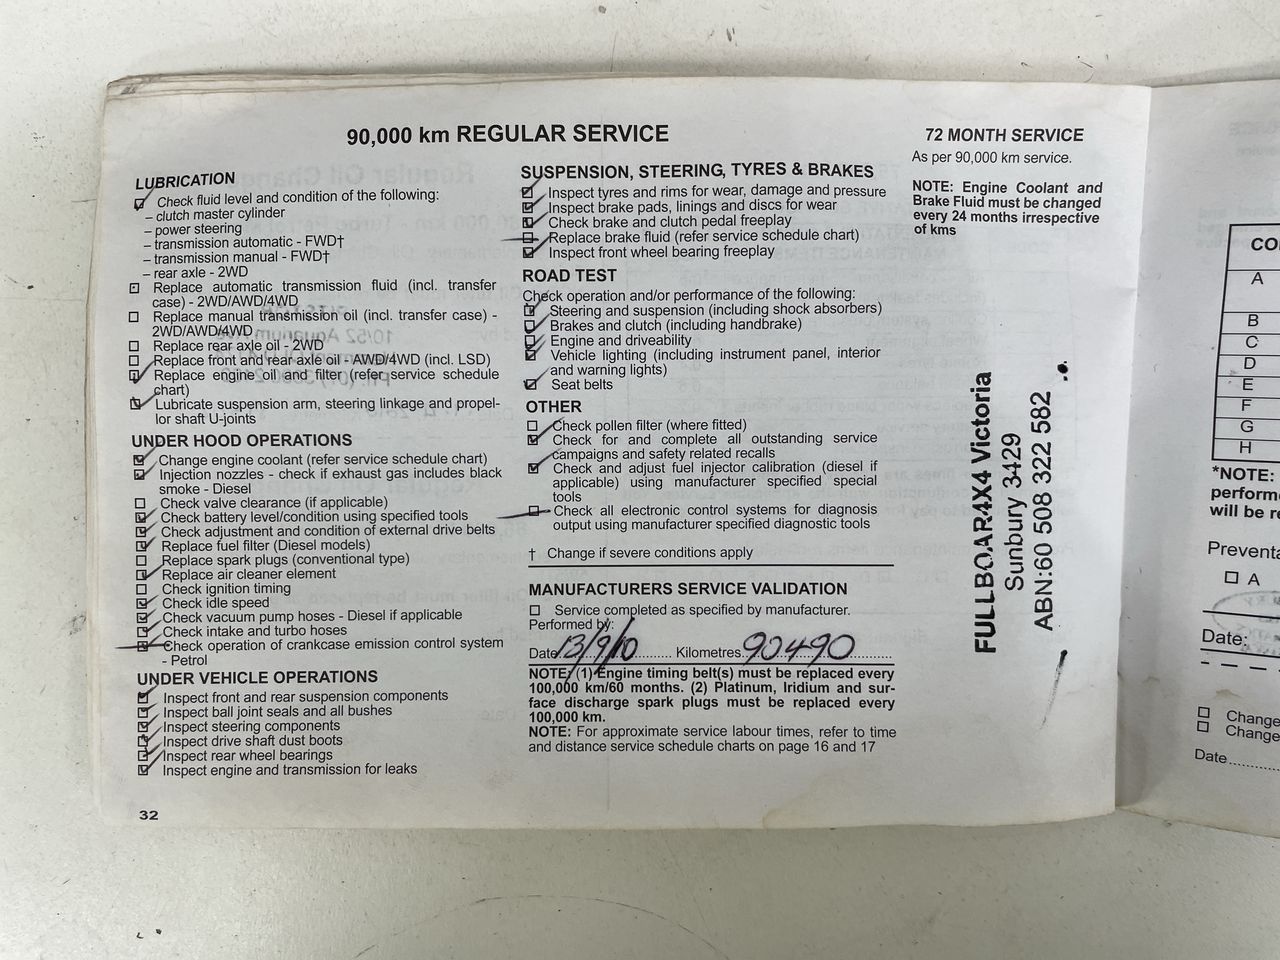 90,000 km REGULAR SERVICE
LUBRICATION
Check fluid level and condition of the following:
– clutch master cylinder
– power steering
– transmission automatic - FWD†
– transmission manual - FWD†
– rear axle - 2WD
Replace automatic transmission fluid (incl. transfer
case) - 2WD/AWD/4WD
Replace manual transmission oil (incl. transfer case) -
2WD/AWD/4WD
Replace rear axle oil - 2WD
Replace front and rear axle oil - AWD/4WD (incl. LSD)
Replace engine oil and filter (refer service schedule
chart)
Lubricate suspension arm, steering linkage and propel-
lor shaft U-joints
UNDER HOOD OPERATIONS
Change engine coolant (refer service schedule chart)
Injection nozzles - check if exhaust gas includes black
smoke - Diesel
Check valve clearance (if applicable)
Check battery level/condition using specified tools
Check adjustment and condition of external drive belts
Replace fuel filter (Diesel models)
Replace spark plugs (conventional type)
Replace air cleaner element
Check ignition timing
Check idle speed
Check vacuum pump hoses - Diesel if applicable
Check intake and turbo hoses
Check operation of crankcase emission control system
- Petrol
UNDER VEHICLE OPERATIONS
Inspect front and rear suspension components
Inspect ball joint seals and all bushes
Inspect steering components
Inspect drive shaft dust boots
Inspect rear wheel bearings
Inspect engine and transmission for leaks
32
SUSPENSION, STEERING, TYRES & BRAKES
Inspect tyres and rims for wear, damage and pressure
Inspect brake pads, linings and discs for wear
Check brake and clutch pedal freeplay
Replace brake fluid (refer service schedule chart)
Inspect front wheel bearing freeplay
ROAD TEST
Check operation and/or performance of the following:
Steering and suspension (including shock absorbers)
Brakes and clutch (including handbrake)
Engine and driveability
Vehicle lighting (including instrument panel, interior
and warning lights)
Seat belts
OTHER
Check pollen filter (where fitted)
Check for and complete all outstanding service
campaigns and safety related recalls
Check and adjust fuel injector calibration (diesel if
applicable) using manufacturer specified special
tools
Check all electronic control systems for diagnosis
output using manufacturer specified diagnostic tools
† Change if severe conditions apply
MANUFACTURERS SERVICE VALIDATION
Service completed as specified by manufacturer.
Performed by:
Date 13/9/10 Kilometres 90490
NOTE: (1) Engine timing belt(s) must be replaced every
100,000 km/60 months. (2) Platinum, Iridium and sur-
face discharge spark plugs must be replaced every
100,000 km.
NOTE: For approximate service labour times, refer to time
and distance service schedule charts on page 16 and 17
72 MONTH SERVICE
As per 90,000 km service.
NOTE: Engine Coolant and
Brake Fluid must be changed
every 24 months irrespective
of kms
FULLBOAR4X4 Victoria
Sunbury 3429
ABN:60 508 322 582
A
B
C
D
E
F
G
H
*NOTE:
will be
A
Date:
Change
Change
Date